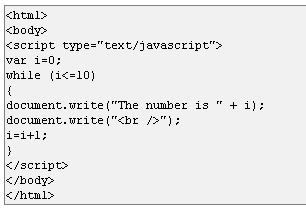 <html>
<body>
<script type="text/javascript">
var i=0;
while (i<=10)
{
document.write("The number is " + i);
document.write("<br />");
i=i+1;
}
</script>
</body>
</html>